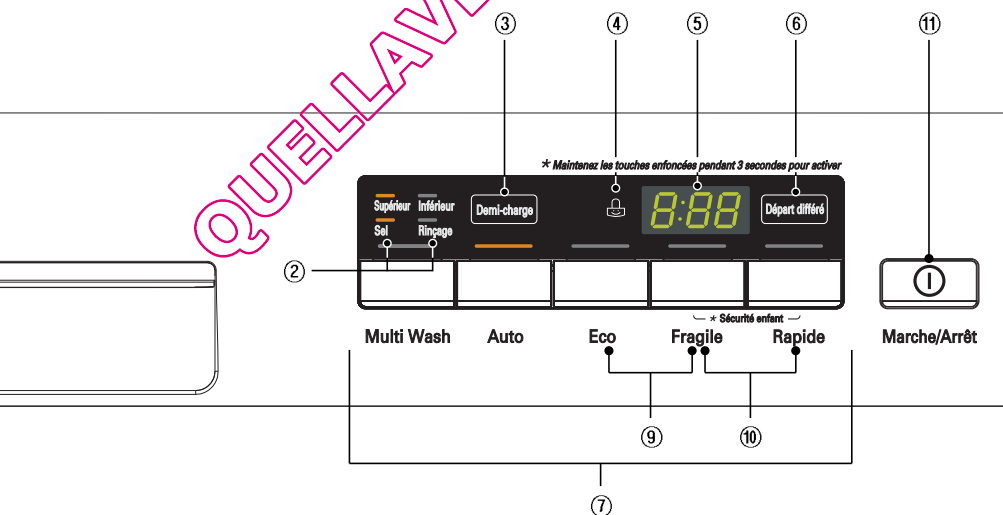 ③ ④ ⑤ ⑥ ⑪
QUELLAVE
* Maintenez les touches enfoncées pendant 3 secondes pour activer
Supérieur Inférieur
Demi-charge
8:88
Départ différé
Sel Rinçage
②
* Sécurité enfant
Multi Wash Auto Eco Fragile Rapide Marche/Arrêt
⑨ ⑩
⑦